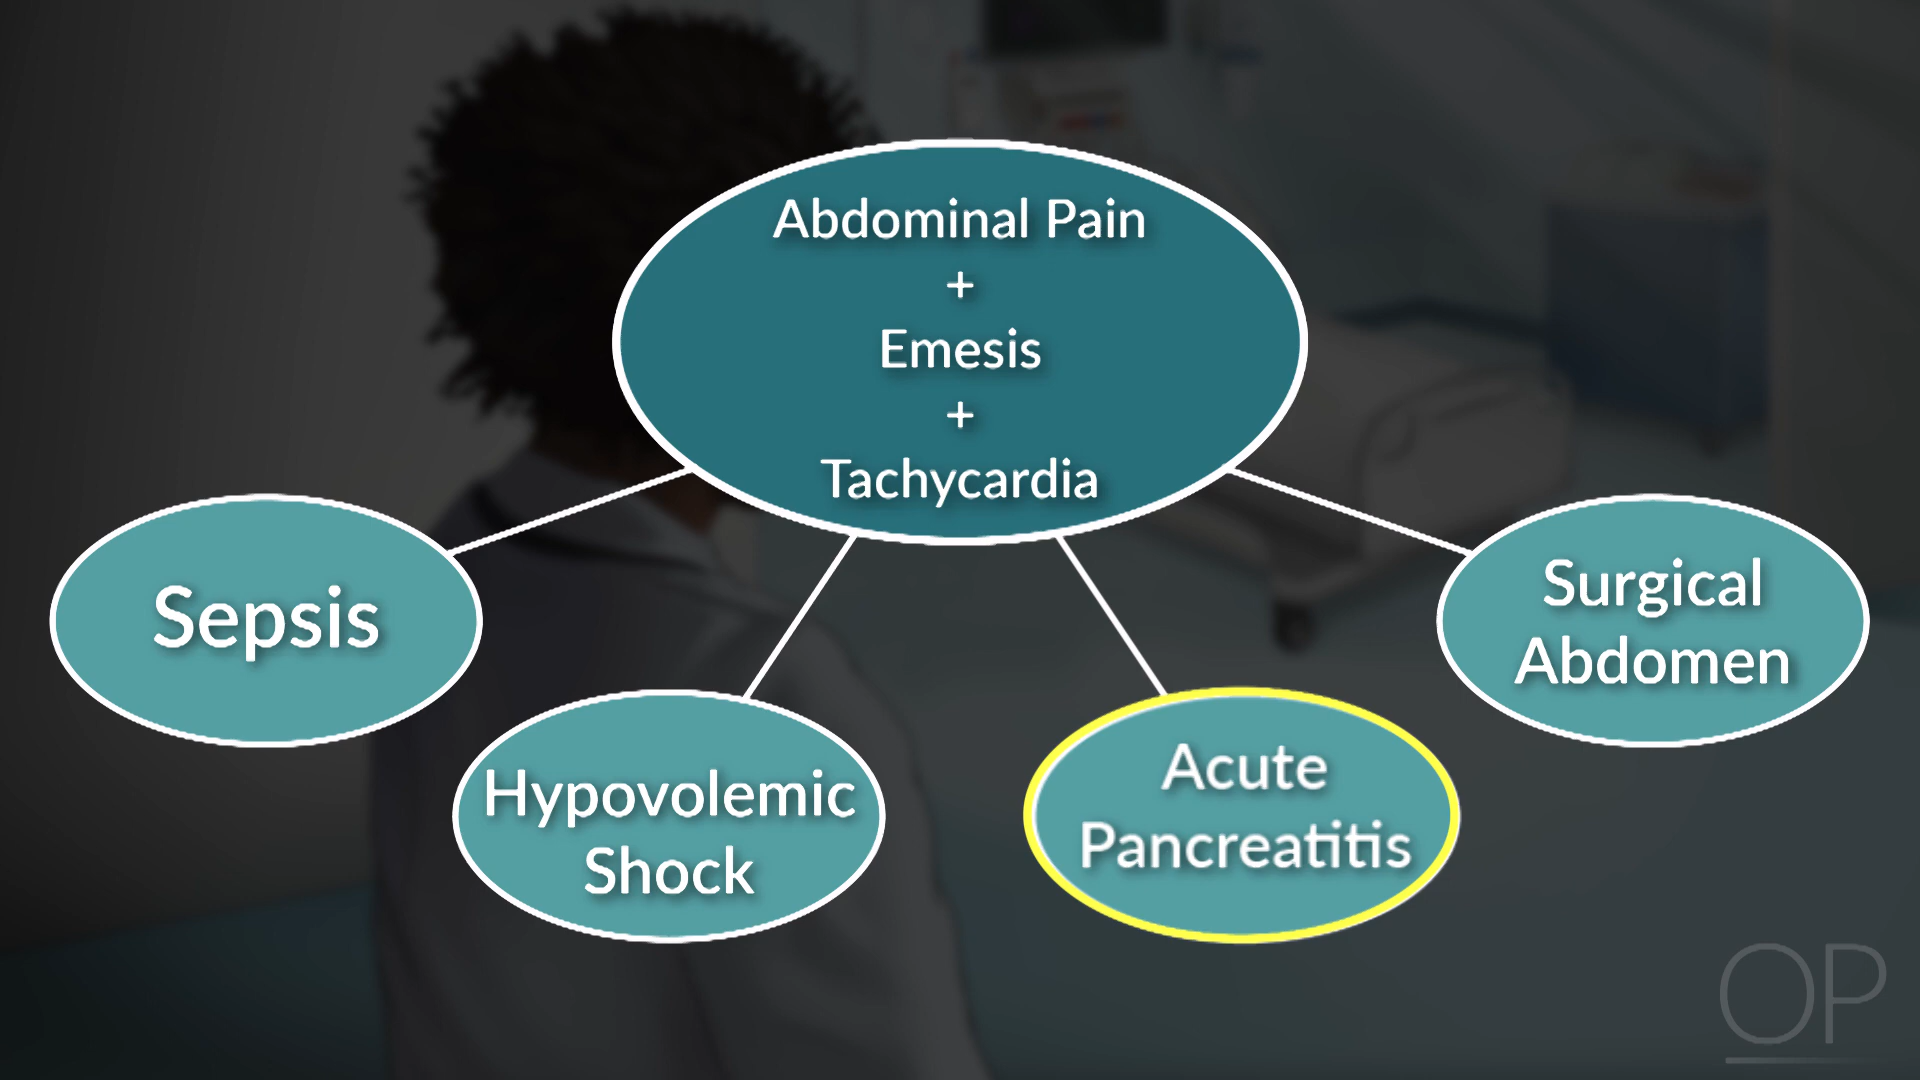 Abdominal Pain
+
Emesis
+
Tachycardia
Sepsis
Hypovolemic
Shock
Acute
Pancreatitis
Surgical
Abdomen
OP